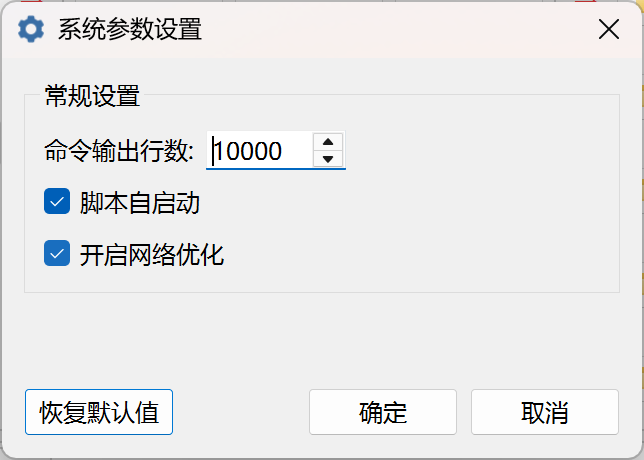 系统参数设置
常规设置
命令输出行数: 10000
脚本自启动
开启网络优化
恢复默认值 确定 取消